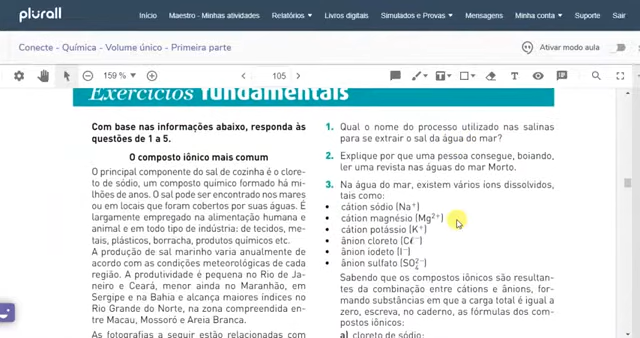 plurall
Início
Maestro - Minhas atividades
Relatórios
Livros digitais
Simulados e Provas
Mensagens
Minha conta
Suporte
Sair
Conecte - Química - Volume único - Primeira parte
Ativar modo aula
159 %
105
Exercícios fundamentais
Com base nas informações abaixo, responda às
questões de 1 a 5.
O composto iônico mais comum
O principal componente do sal de cozinha é o clore-
to de sódio, um composto químico formado há mi-
lhões de anos. O sal pode ser encontrado nos mares
ou em locais que foram cobertos por suas águas. É
largamente empregado na alimentação humana e
animal e em todo tipo de indústria: de tecidos, me-
tais, plásticos, borracha, produtos químicos etc.
A produção de sal marinho varia anualmente de
acordo com as condições meteorológicas de cada
região. A produtividade é pequena no Rio de Ja-
neiro e Ceará, menor ainda no Maranhão, em
Sergipe e na Bahia e alcança maiores índices no
Rio Grande do Norte, na zona compreendida en-
tre Macau, Mossoró e Areia Branca.
As fotografias a seguir estão relacionadas com
1. Qual o nome do processo utilizado nas salinas
para se extrair o sal da água do mar?
2. Explique por que uma pessoa consegue, boiando,
ler uma revista nas águas do mar Morto.
3. Na água do mar, existem vários íons dissolvidos,
tais como:
• cátion sódio (Na⁺)
• cátion magnésio (Mg²⁺)
• cátion potássio (K⁺)
• ânion cloreto (Cℓ⁻)
• ânion iodeto (I⁻)
• ânion sulfato (SO₄²⁻)
Sabendo que os compostos iônicos são resultan-
tes da combinação entre cátions e ânions, for-
mando substâncias em que a carga total é igual a
zero, escreva, no caderno, as fórmulas dos com-
postos iônicos:
a) cloreto de sódio: